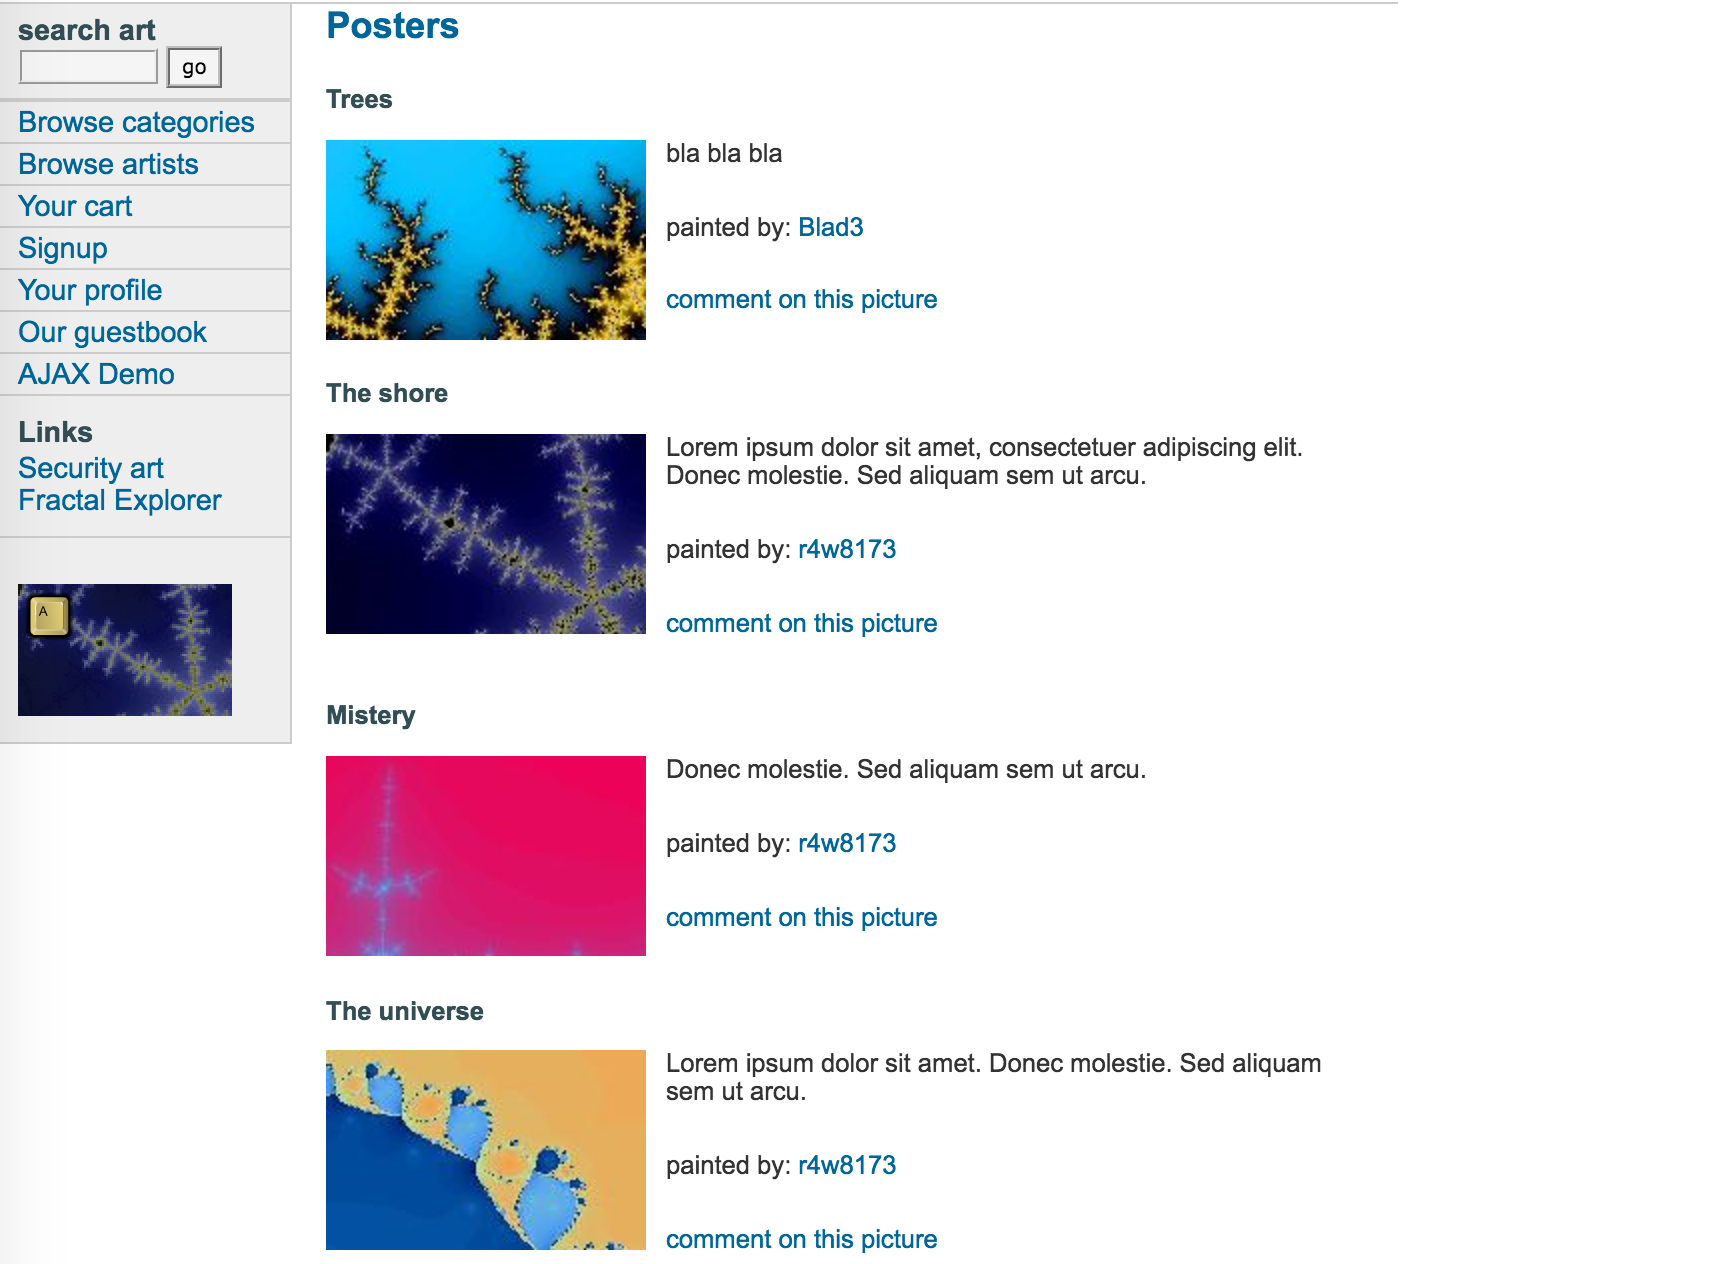 search art
go
Browse categories
Browse artists
Your cart
Signup
Your profile
Our guestbook
AJAX Demo
Links
Security art
Fractal Explorer
A
Posters
Trees
bla bla bla
painted by: Blad3
comment on this picture
The shore
Lorem ipsum dolor sit amet, consectetuer adipiscing elit.
Donec molestie. Sed aliquam sem ut arcu.
painted by: r4w8173
comment on this picture
Mistery
Donec molestie. Sed aliquam sem ut arcu.
painted by: r4w8173
comment on this picture
The universe
Lorem ipsum dolor sit amet. Donec molestie. Sed aliquam
sem ut arcu.
painted by: r4w8173
comment on this picture